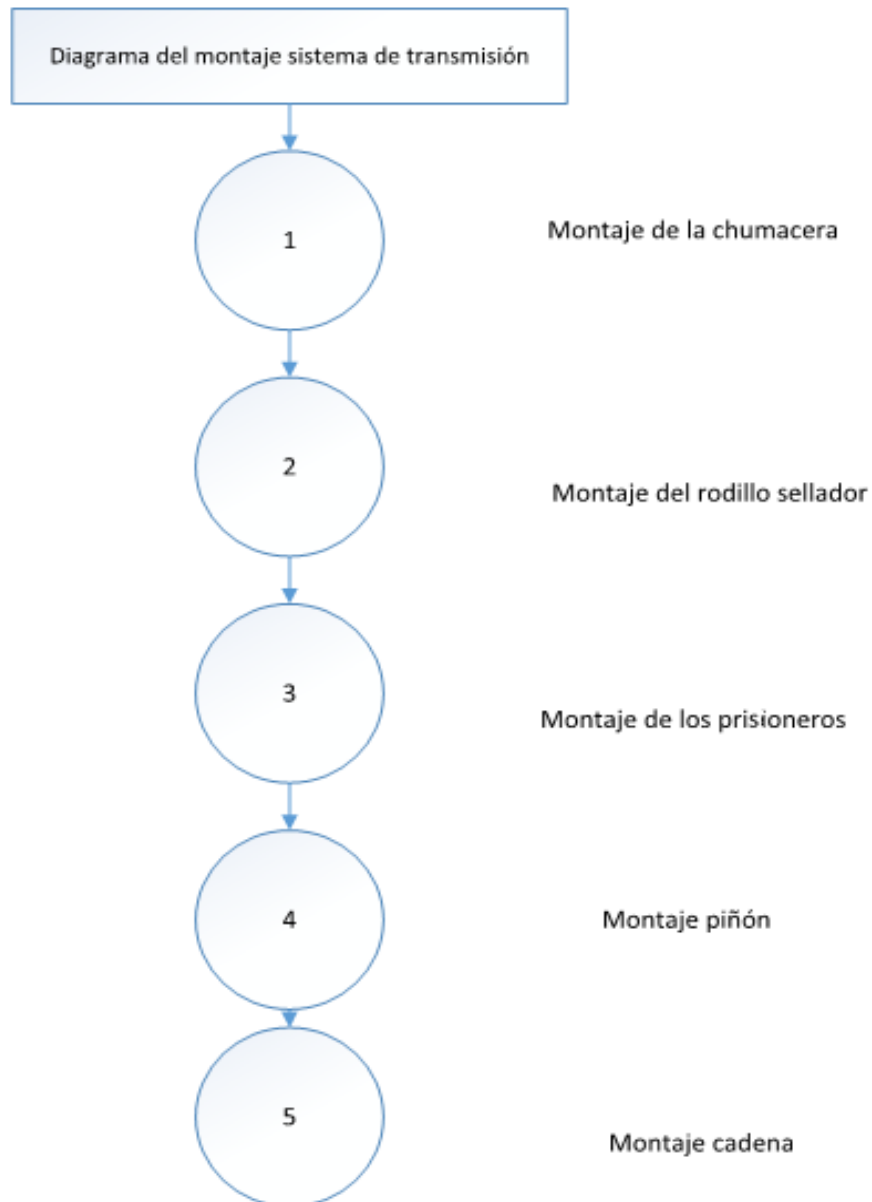 Diagrama del montaje sistema de transmisión
1
Montaje de la chumacera
2
Montaje del rodillo sellador
3
Montaje de los prisioneros
4
Montaje piñón
5
Montaje cadena